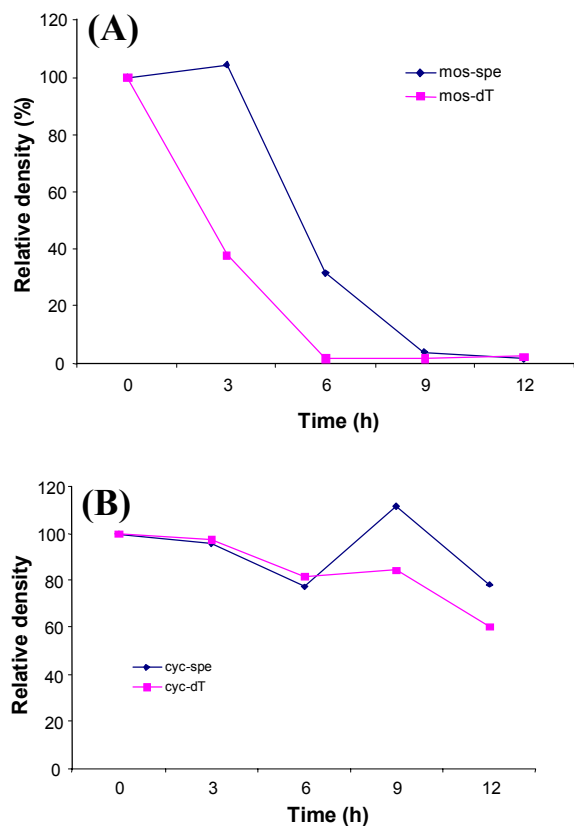 (A)
Relative density (%)
120
100
80
60
40
20
0
mos-spe
mos-dT
0 3 6 9 12
Time (h)
(B)
Relative density
120
100
80
60
40
20
0
cyc-spe
cyc-dT
0 3 6 9 12
Time (h)